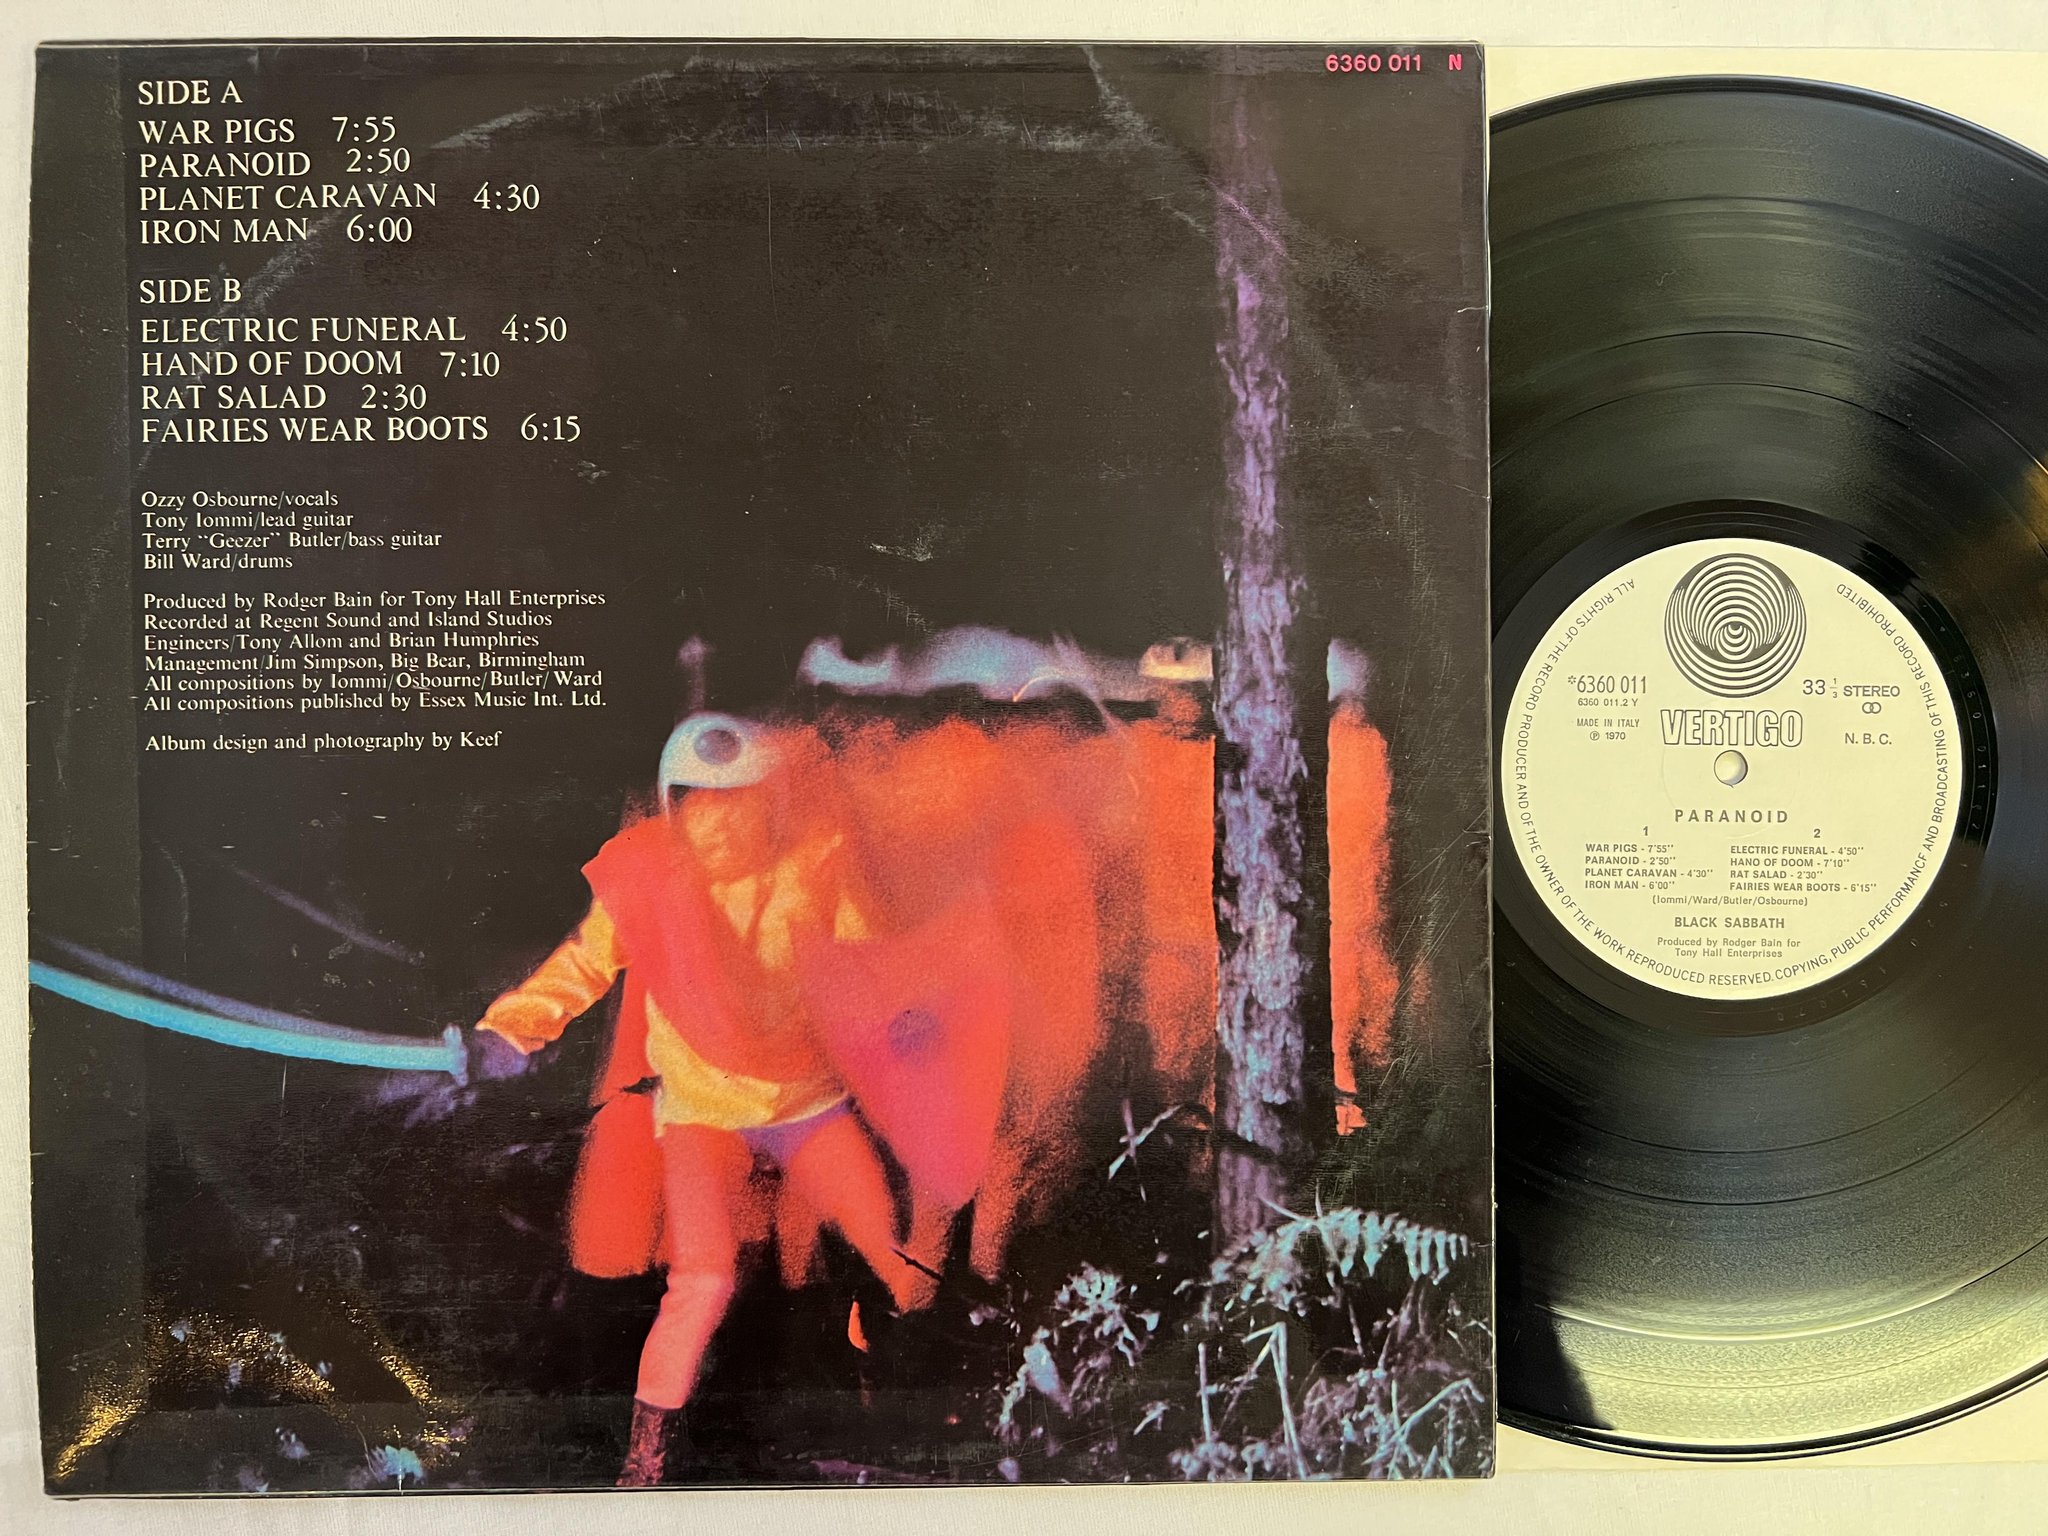 6360 011 N
SIDE A
WAR PIGS 7:55
PARANOID 2:50
PLANET CARAVAN 4:30
IRON MAN 6:00
SIDE B
ELECTRIC FUNERAL 4:50
HAND OF DOOM 7:10
RAT SALAD 2:30
FAIRIES WEAR BOOTS 6:15
Ozzy Osbourne/vocals
Tony Iommi/lead guitar
Terry "Geezer" Butler/bass guitar
Bill Ward/drums
Produced by Rodger Bain for Tony Hall Enterprises
Recorded at Regent Sound and Island Studios
Engineers/Tony Allom and Brian Humphries
Management/Jim Simpson, Big Bear, Birmingham
All compositions by Iommi/Osbourne/Butler/Ward
All compositions published by Essex Music Int. Ltd.
Album design and photography by Keef
ALL RIGHTS OF THE RECORD PRODUCER AND OF THE OWNER OF THE WORK REPRODUCED RESERVED. COPYING, PUBLIC PERFORMANCE AND BROADCASTING OF THIS RECORD PROHIBITED
*6360 011
6360 011.2 Y
MADE IN ITALY
℗ 1970
VERTIGO
33 1/3 STEREO
N. B. C.
PARANOID
1
WAR PIGS - 7'55''
PARANOID - 2'50''
PLANET CARAVAN - 4'30''
IRON MAN - 6'00''
2
ELECTRIC FUNERAL - 4'50''
HANO OF DOOM - 7'10''
RAT SALAD - 2'30''
FAIRIES WEAR BOOTS - 6'15''
(Iommi/Ward/Butler/Osbourne)
BLACK SABBATH
Produced by Rodger Bain for
Tony Hall Enterprises